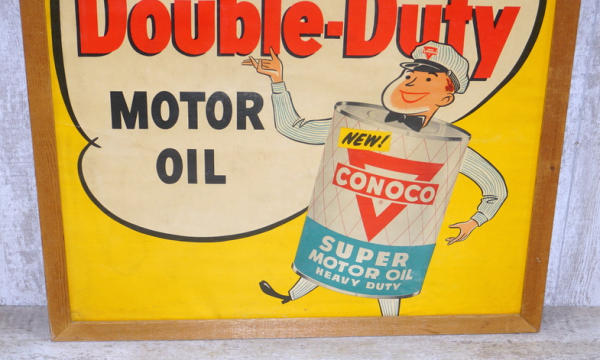 Double-Duty
MOTOR
OIL
NEW!
CONOCO
SUPER
MOTOR OIL
HEAVY DUTY